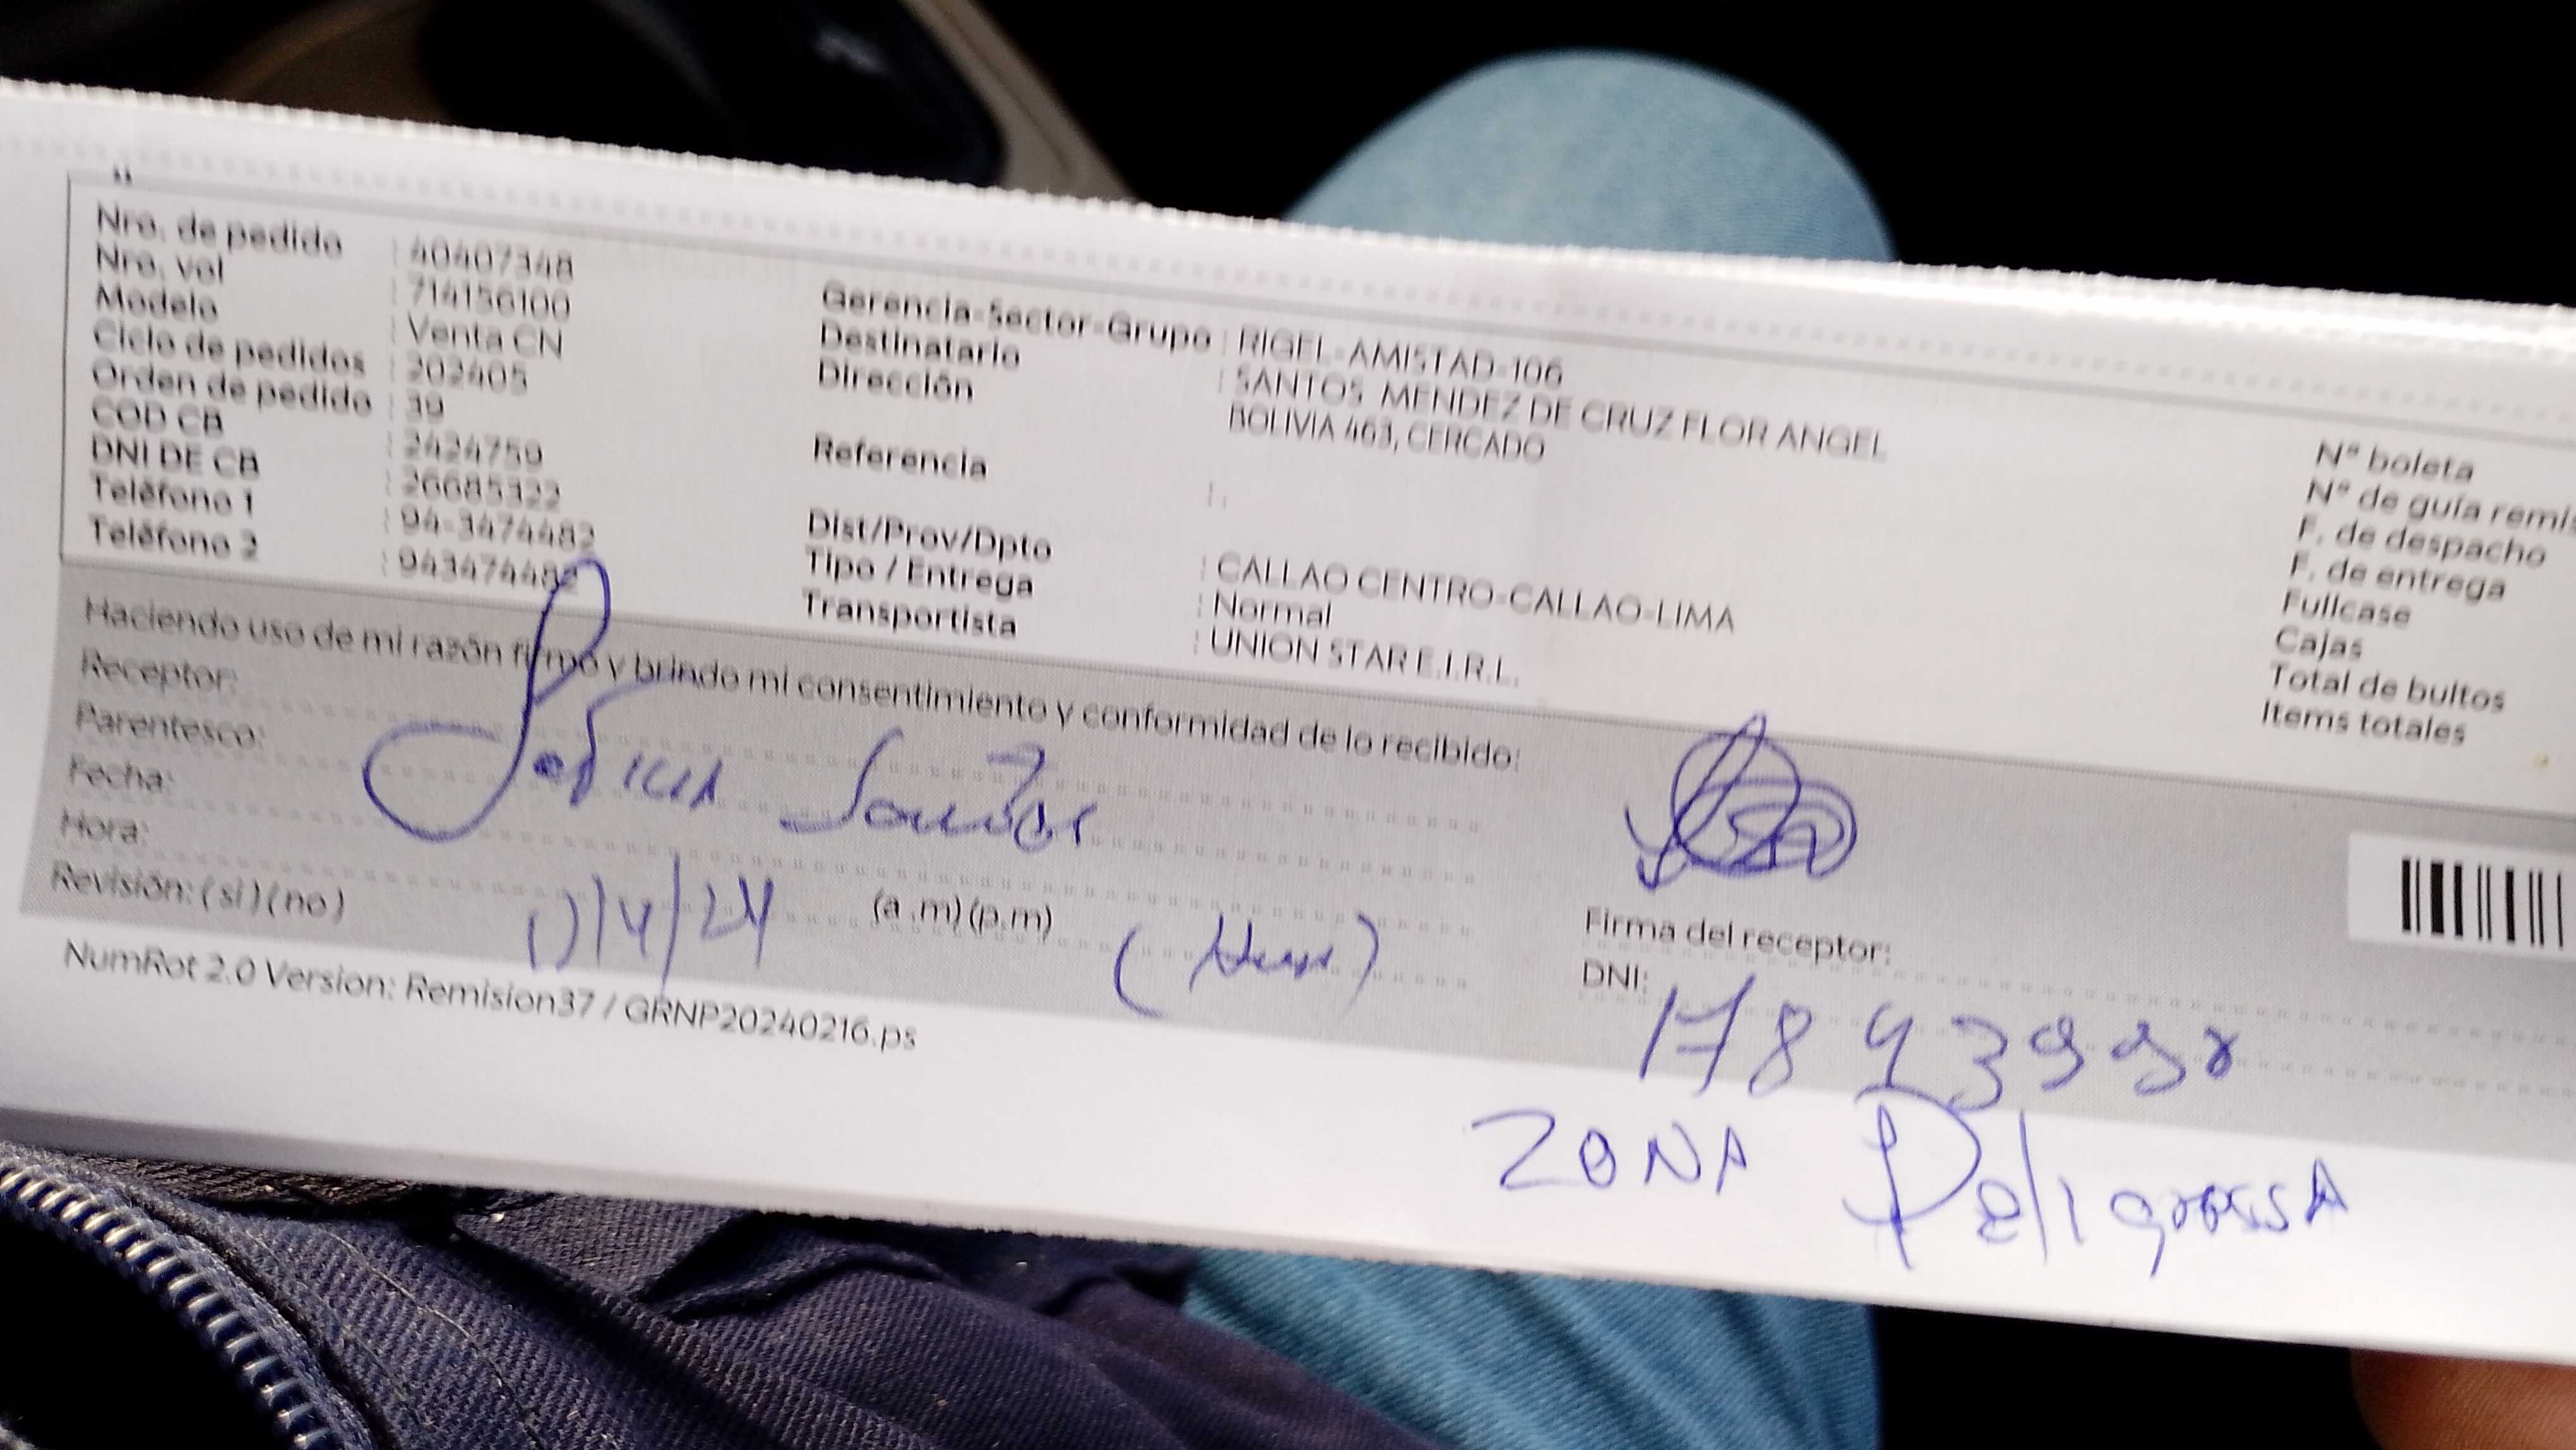 Nro. de pedido : 40407348
Nro. vol : 714156100
Modelo : Venta CN
Ciclo de pedidos : 202405
Orden de pedido : 39
COD CB : 2424759
DNI DE CB : 26685322
Teléfono 1 : 94-3474482
Teléfono 2 : 943474482
Gerencia-Sector-Grupo : RIGEL-AMISTAD-106
Destinatario : SANTOS MENDEZ DE CRUZ FLOR ANGEL
Dirección BOLIVIA 463, CERCADO
Referencia : .
Dist/Prov/Dpto : CALLAO CENTRO-CALLAO-LIMA
Tipo / Entrega : Normal
Transportista : UNION STAR E.I.R.L.
N° boleta
N° de guía remis
F. de despacho
F. de entrega
Fullcase
Cajas
Total de bultos
Items totales
Haciendo uso de mi razón firmo y brindo mi consentimiento y conformidad de lo recibido:
Receptor:
Parentesco:
Santos
Fecha:
Hora: (a .m) (p.m)
Revisión: (si) (no)
Firma del receptor:
DNI:
ZONA PeligrossA
NumRot 2.0 Version: Remision37 / GRNP20240216.ps